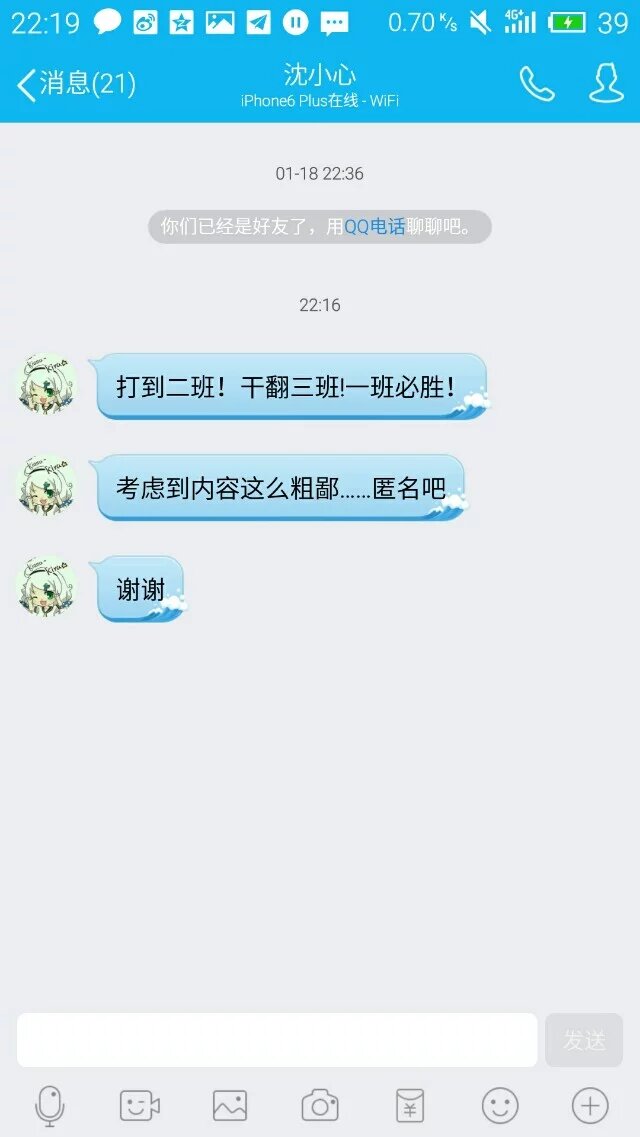 22:19 0.70 K/s 4G+ 39
消息(21) 沈小心
iPhone6 Plus在线 - WiFi
01-18 22:36
你们已经是好友了，用QQ电话聊聊吧。
22:16
打到二班！干翻三班!一班必胜！
考虑到内容这么粗鄙……匿名吧
谢谢
发送